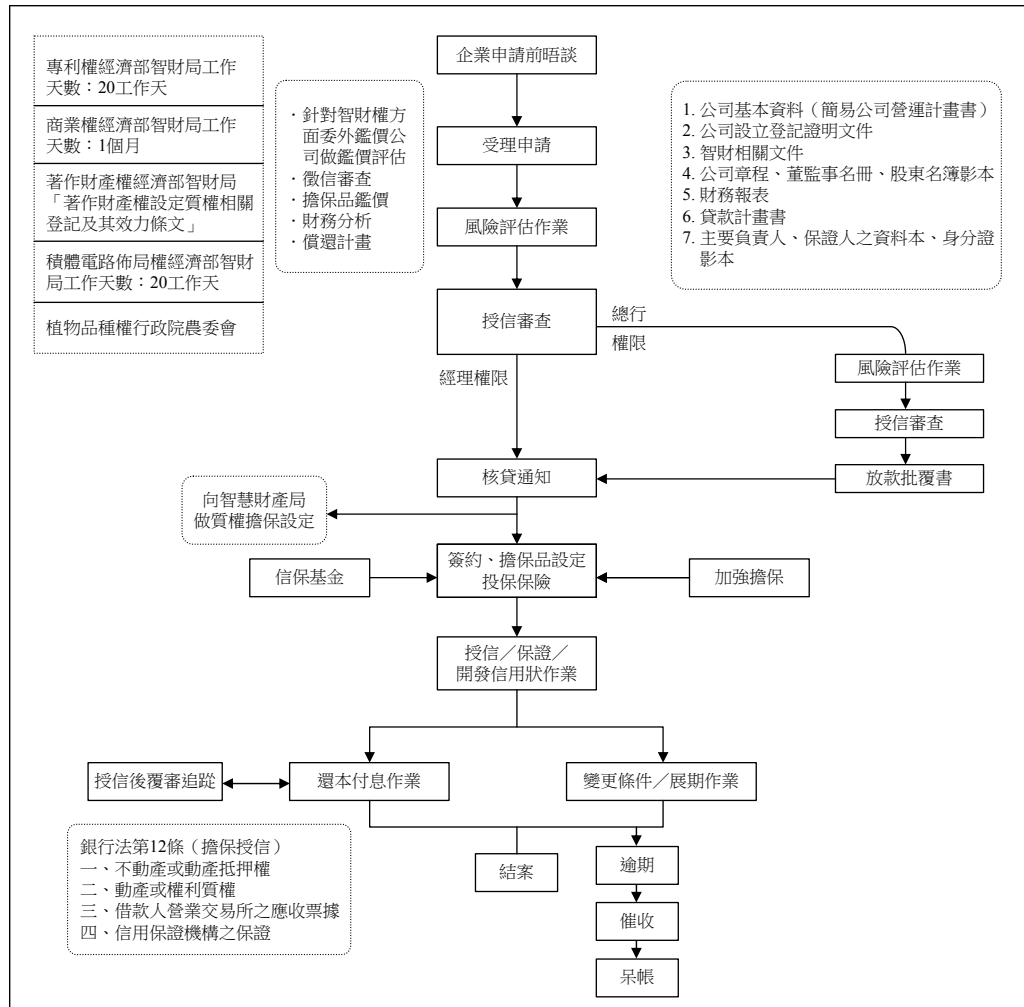 專利權經濟部智財局工作
天數：20工作天
商業權經濟部智財局工作
天數：1個月
著作財產權經濟部智財局
「著作財產權設定質權相關
登記及其效力條文」
積體電路佈局權經濟部智財
局工作天數：20工作天
植物品種權行政院農委會
．針對智財權方
面委外鑑價公
司做鑑價評估
．徵信審查
．擔保品鑑價
．財務分析
．償還計畫
企業申請前晤談
受理申請
風險評估作業
授信審查
1. 公司基本資料（簡易公司營運計畫書）
2. 公司設立登記證明文件
3. 智財相關文件
4. 公司章程、董監事名冊、股東名簿影本
5. 財務報表
6. 貸款計畫書
7. 主要負責人、保證人之資料本、身分證
影本
總行
權限
經理權限
風險評估作業
授信審查
放款批覆書
核貸通知
向智慧財產局
做質權擔保設定
信保基金
簽約、擔保品設定
投保保險
加強擔保
授信／保證／
開發信用狀作業
授信後覆審追蹤
還本付息作業
變更條件／展期作業
銀行法第12條（擔保授信）
一、不動產或動產抵押權
二、動產或權利質權
三、借款人營業交易所之應收票據
四、信用保證機構之保證
結案
逾期
催收
呆帳